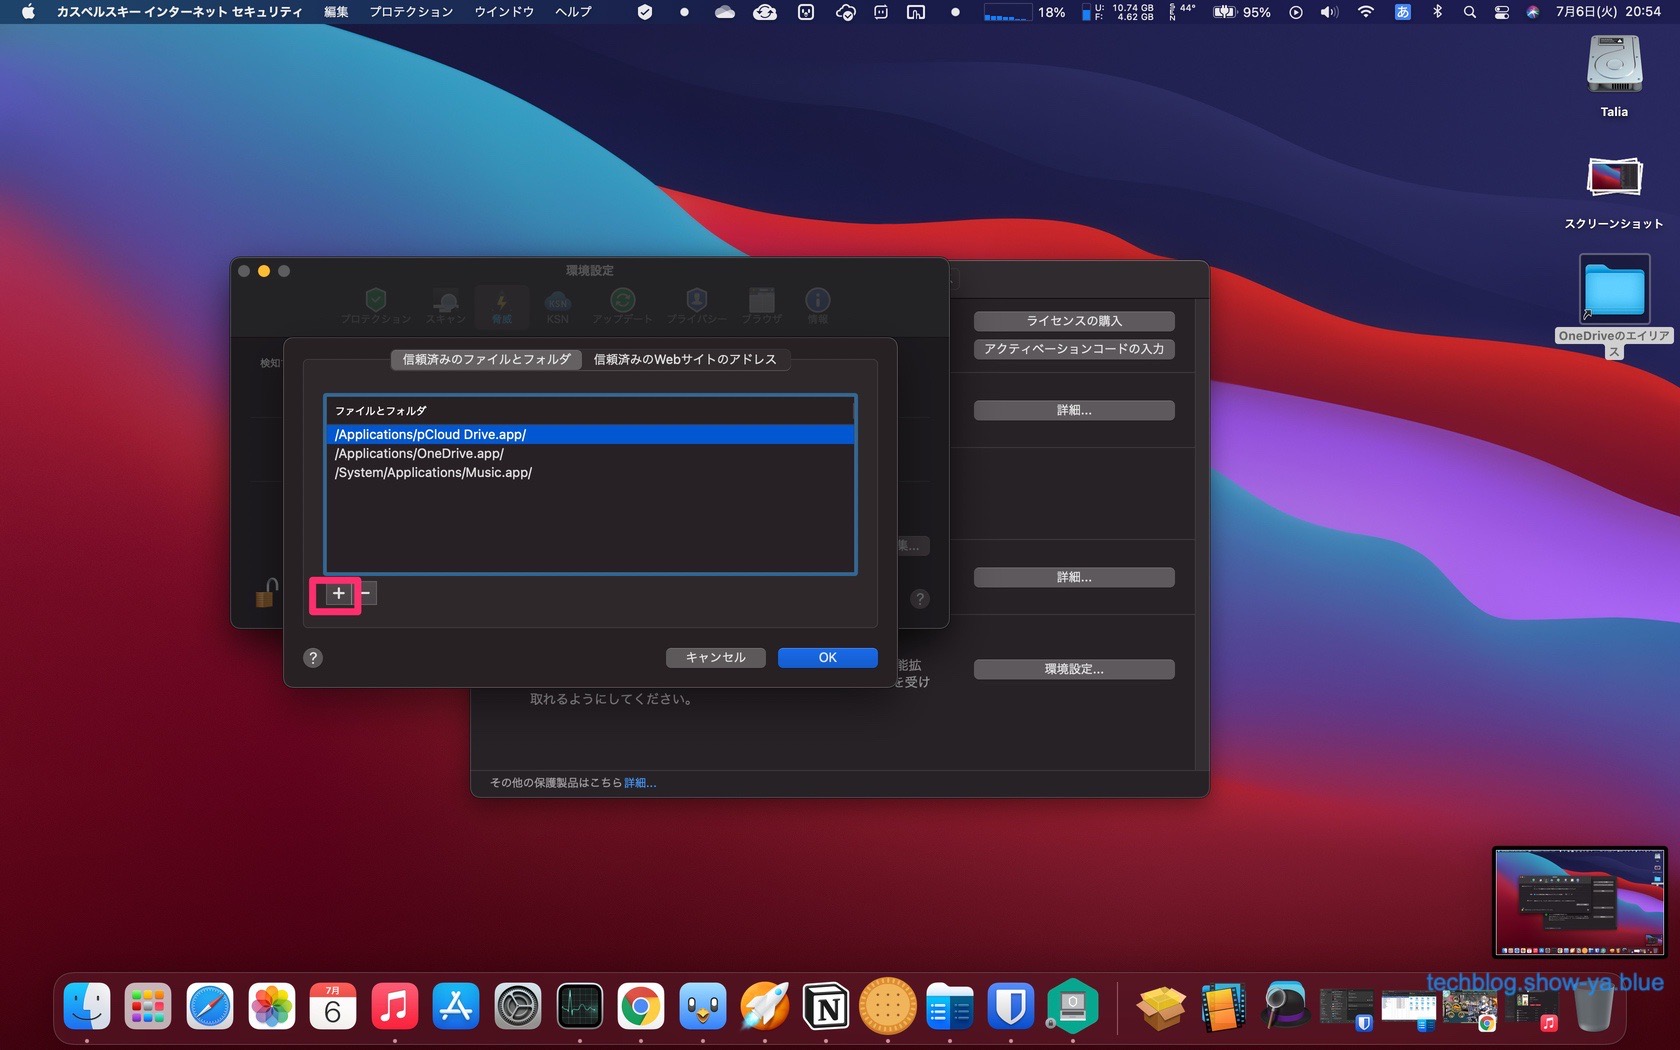 カスペルスキー インターネット セキュリティ 編集 プロテクション ウインドウ ヘルプ 18% U: 10.74 GB 44° 95% あ 7月6日(火) 20:54
F: 4.62 GB
Talia
スクリーンショット
OneDriveのエイリア
ス
環境設定
プロテクション スキャン 脅威 KSN アップデート プライバシー ブラウザ 情報
検知
信頼済みのファイルとフォルダ 信頼済みのWebサイトのアドレス
ファイルとフォルダ
/Applications/pCloud Drive.app/
/Applications/OneDrive.app/
/System/Applications/Music.app/
+ −
集...
?
? キャンセル OK
ライセンスの購入
アクティベーションコードの入力
詳細...
詳細...
能拡
環境設定...
を受け
取れるようにしてください。
その他の保護製品はこちら 詳細...
techblog.show-ya.blue
7月
6